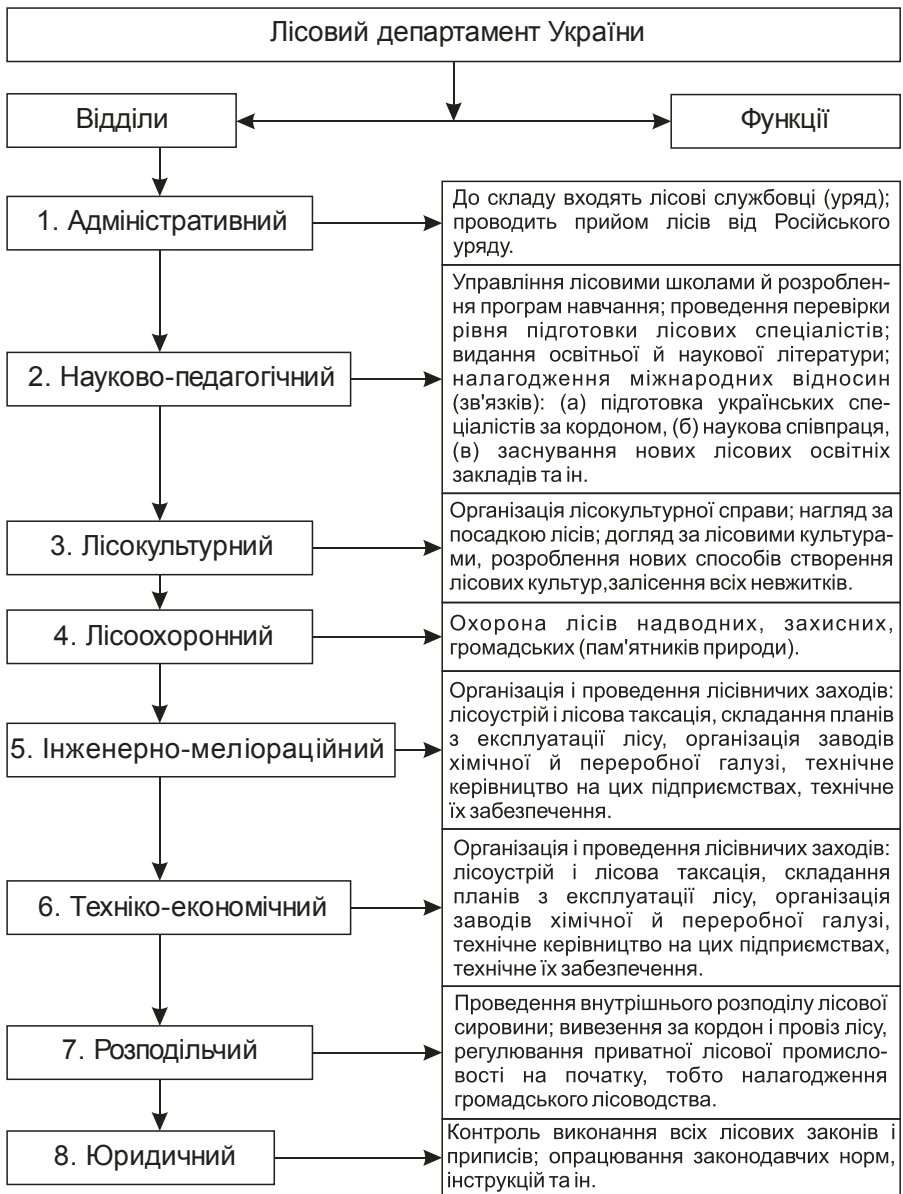 Лісовий департамент України
Відділи
Функції
1. Адміністративний
До складу входять лісові службовці (уряд);
проводить прийом лісів від Російського
уряду.
2. Науково-педагогічний
Управління лісовими школами й розроблен-
ня програм навчання; проведення перевірки
рівня підготовки лісових спеціалістів;
видання освітньої й наукової літератури;
налагодження міжнародних відносин
(зв'язків): (а) підготовка українських спе-
ціалістів за кордоном, (б) наукова співпраця,
(в) заснування нових лісових освітніх
закладів та ін.
3. Лісокультурний
Організація лісокультурної справи; нагляд за
посадкою лісів; догляд за лісовими культура-
ми, розроблення нових способів створення
лісових культур,залісення всіх невжитків.
4. Лісоохоронний
Охорона лісів надводних, захисних,
громадських (пам'ятників природи).
5. Інженерно-меліораційний
Організація і проведення лісівничих заходів:
лісоустрій і лісова таксація, складання планів
з експлуатації лісу, організація заводів
хімічної й переробної галузі, технічне
керівництво на цих підприємствах, технічне
їх забезпечення.
6. Техніко-економічний
Організація і проведення лісівничих заходів:
лісоустрій і лісова таксація, складання
планів з експлуатації лісу, організація
заводів хімічної й переробної галузі,
технічне керівництво на цих підприємствах,
технічне їх забезпечення.
7. Розподільчий
Проведення внутрішнього розподілу лісової
сировини; вивезення за кордон і провіз лісу,
регулювання приватної лісової промисло-
вості на початку, тобто налагодження
громадського лісоводства.
8. Юридичний
Контроль виконання всіх лісових законів і
приписів; опрацювання законодавчих норм,
інструкцій та ін.